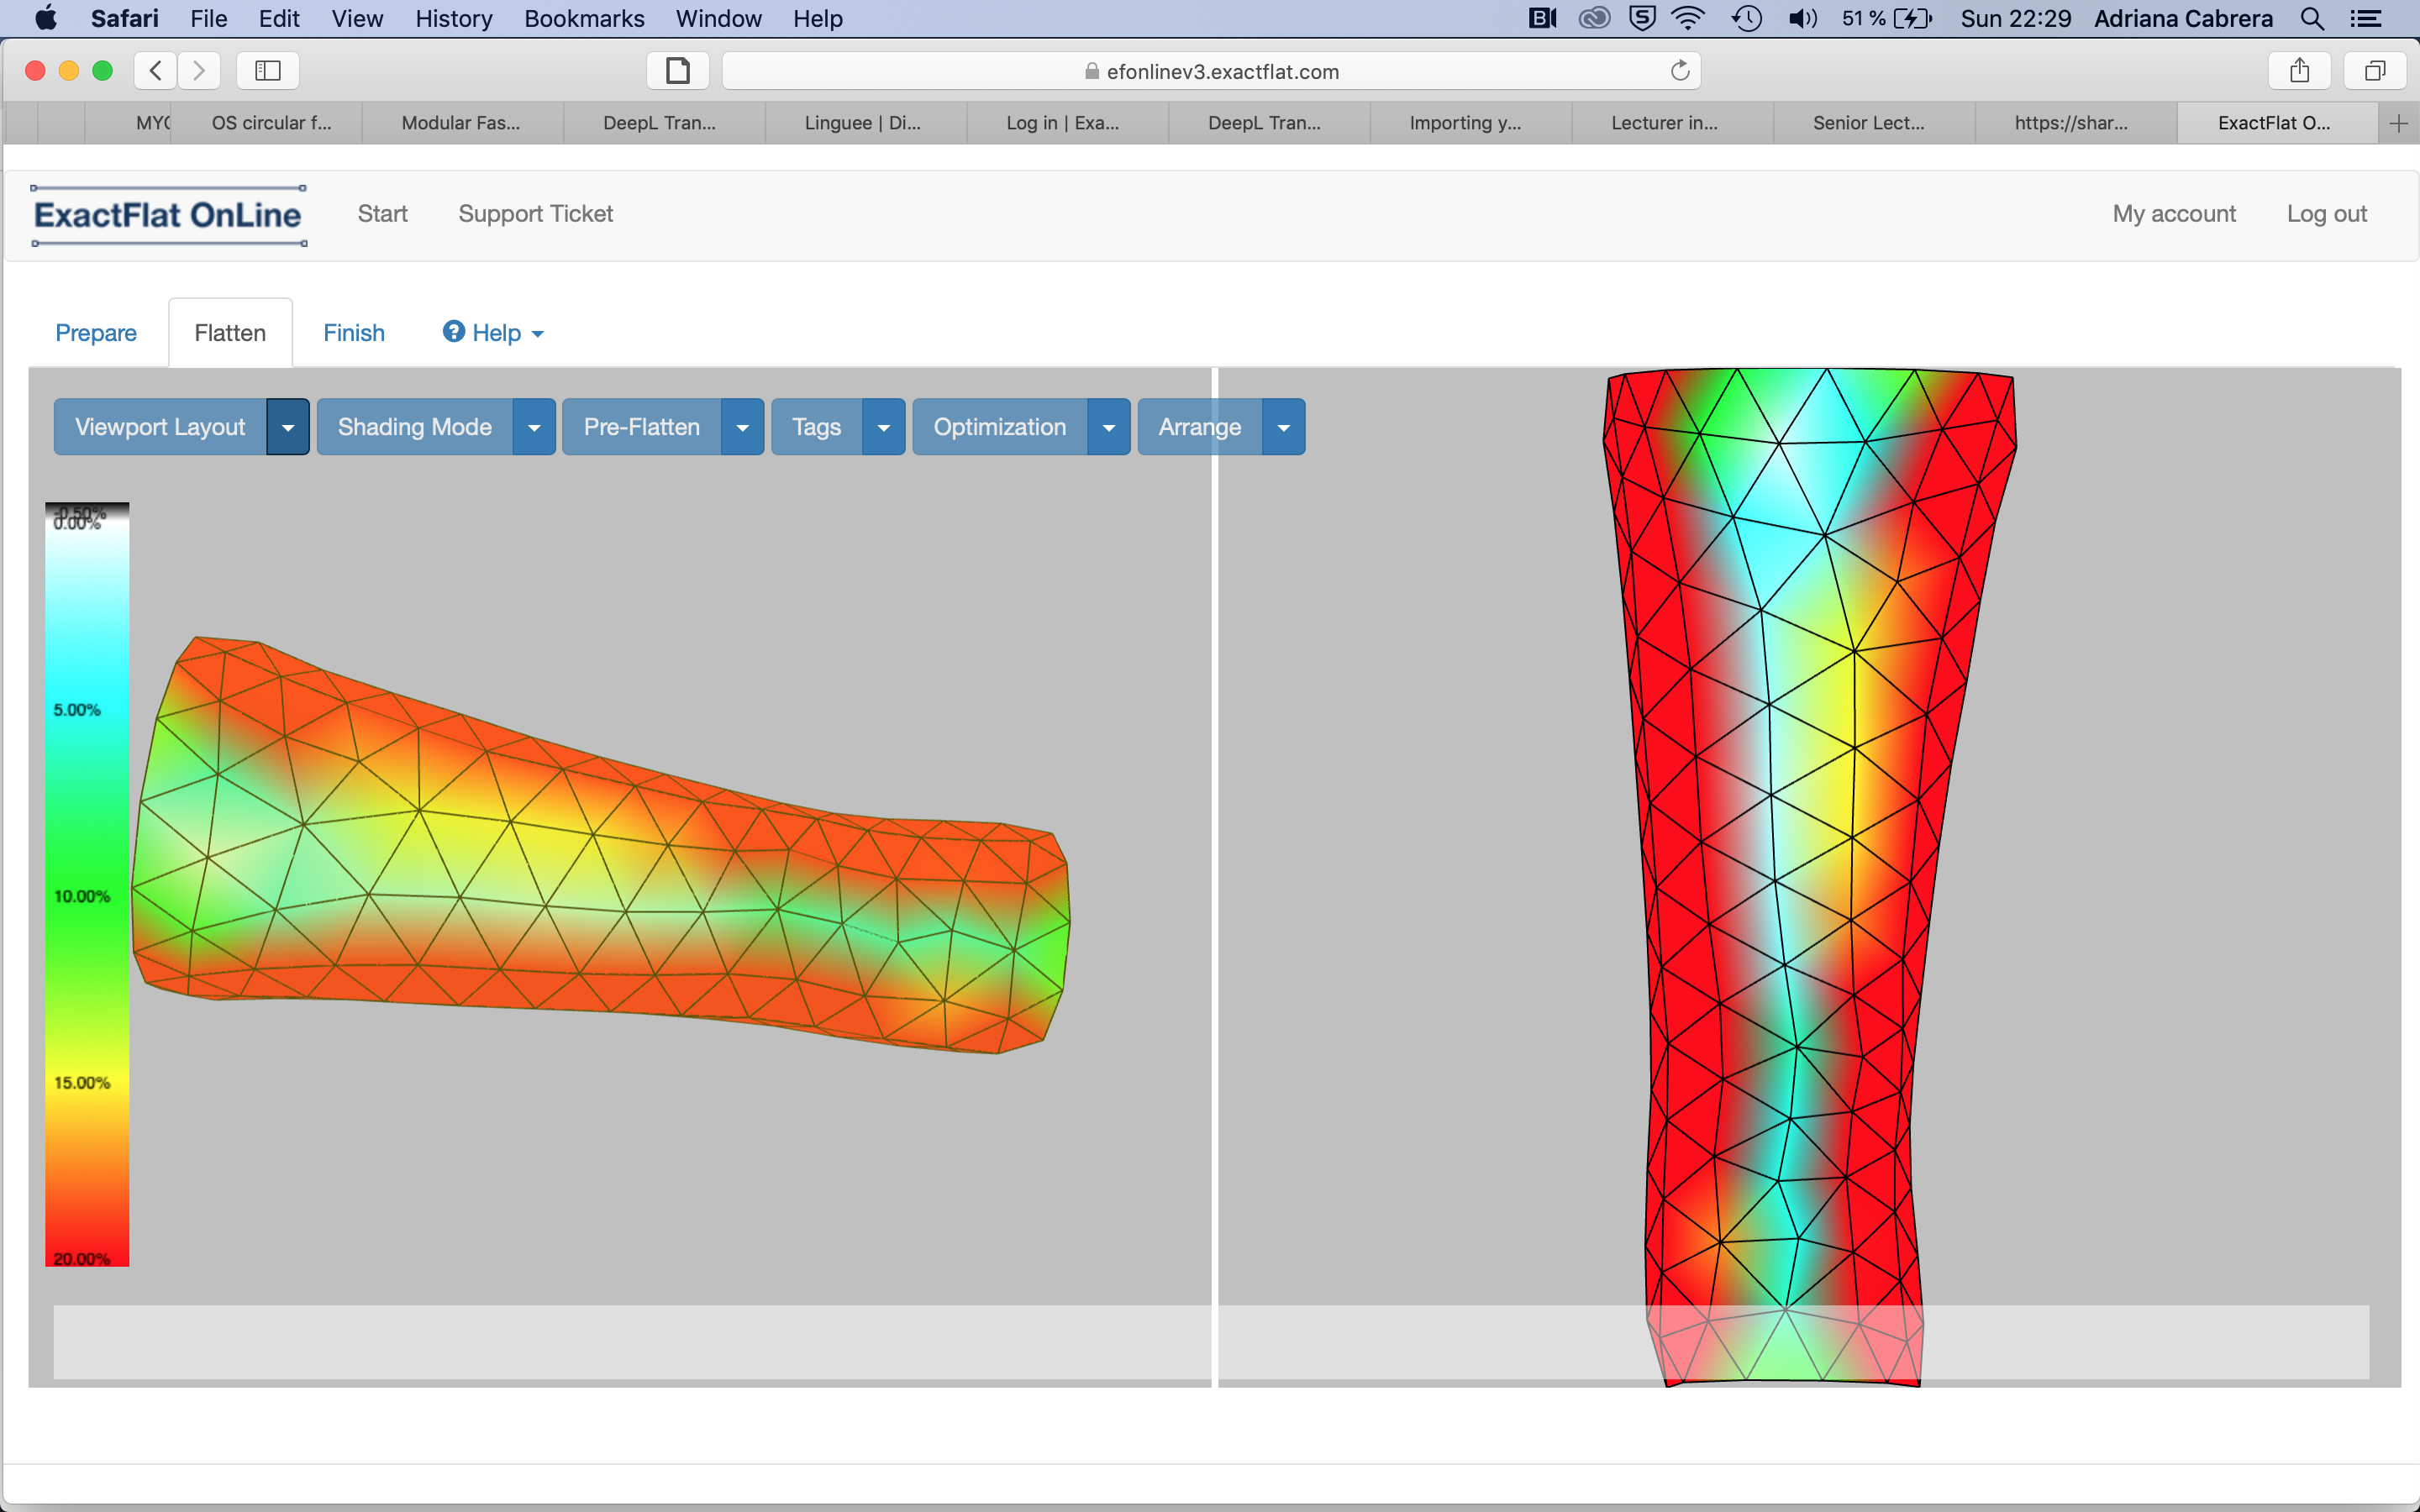 Safari File Edit View History Bookmarks Window Help 51 % Sun 22:29 Adriana Cabrera
efonlinev3.exactflat.com
MYC OS circular f... Modular Fas... DeepL Tran... Linguee | Di... Log in | Exa... DeepL Tran... Importing y... Lecturer in... Senior Lect... https://shar... ExactFlat O...
ExactFlat OnLine Start Support Ticket My account Log out
Prepare Flatten Finish Help
Viewport Layout Shading Mode Pre-Flatten Tags Optimization Arrange
-0.50%
0.00%
5.00%
10.00%
15.00%
20.00%